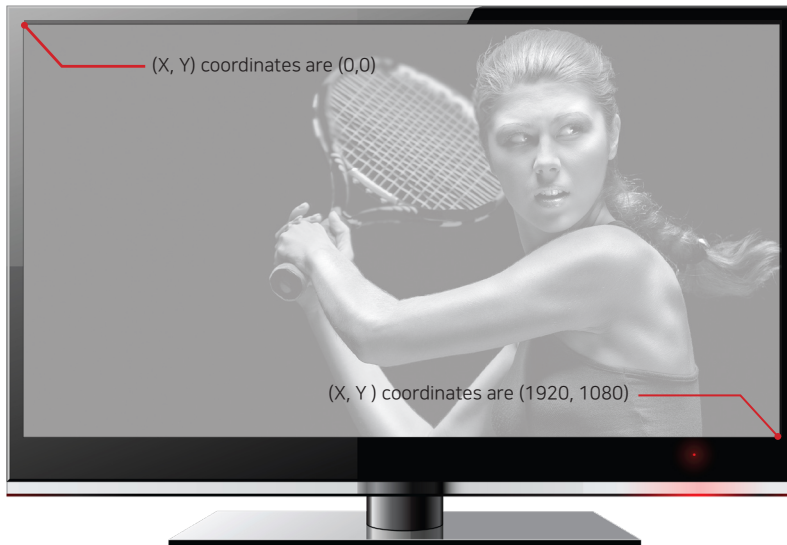 (X, Y) coordinates are (0,0)
(X, Y ) coordinates are (1920, 1080)